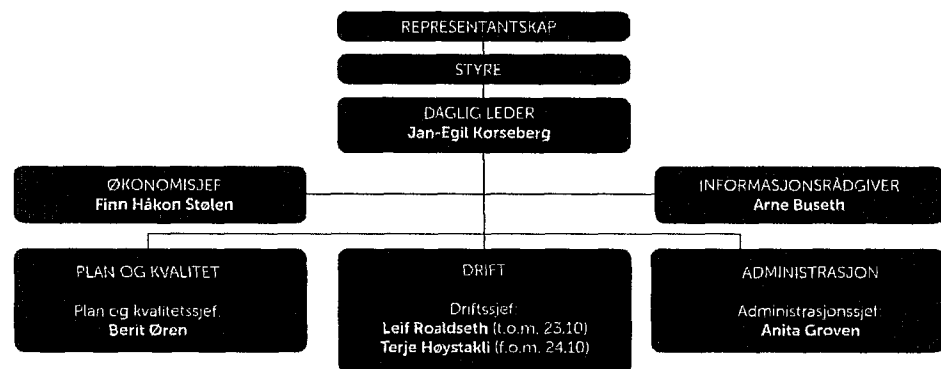 REPRESENTANTSKAP
STYRE
DAGLIG LEDER
Jan-Egil Korseberg
ØKONOMISJEF
Finn Håkon Stølen
INFORMASJONSRÅDGIVER
Arne Buseth
PLAN OG KVALITET
Plan og kvalitetssjef:
Berit Øren
DRIFT
Driftssjef:
Leif Roaldseth (t.o.m. 23.10)
Terje Høystakli (f.o.m. 24.10)
ADMINISTRASJON
Administrasjonssjef:
Anita Groven